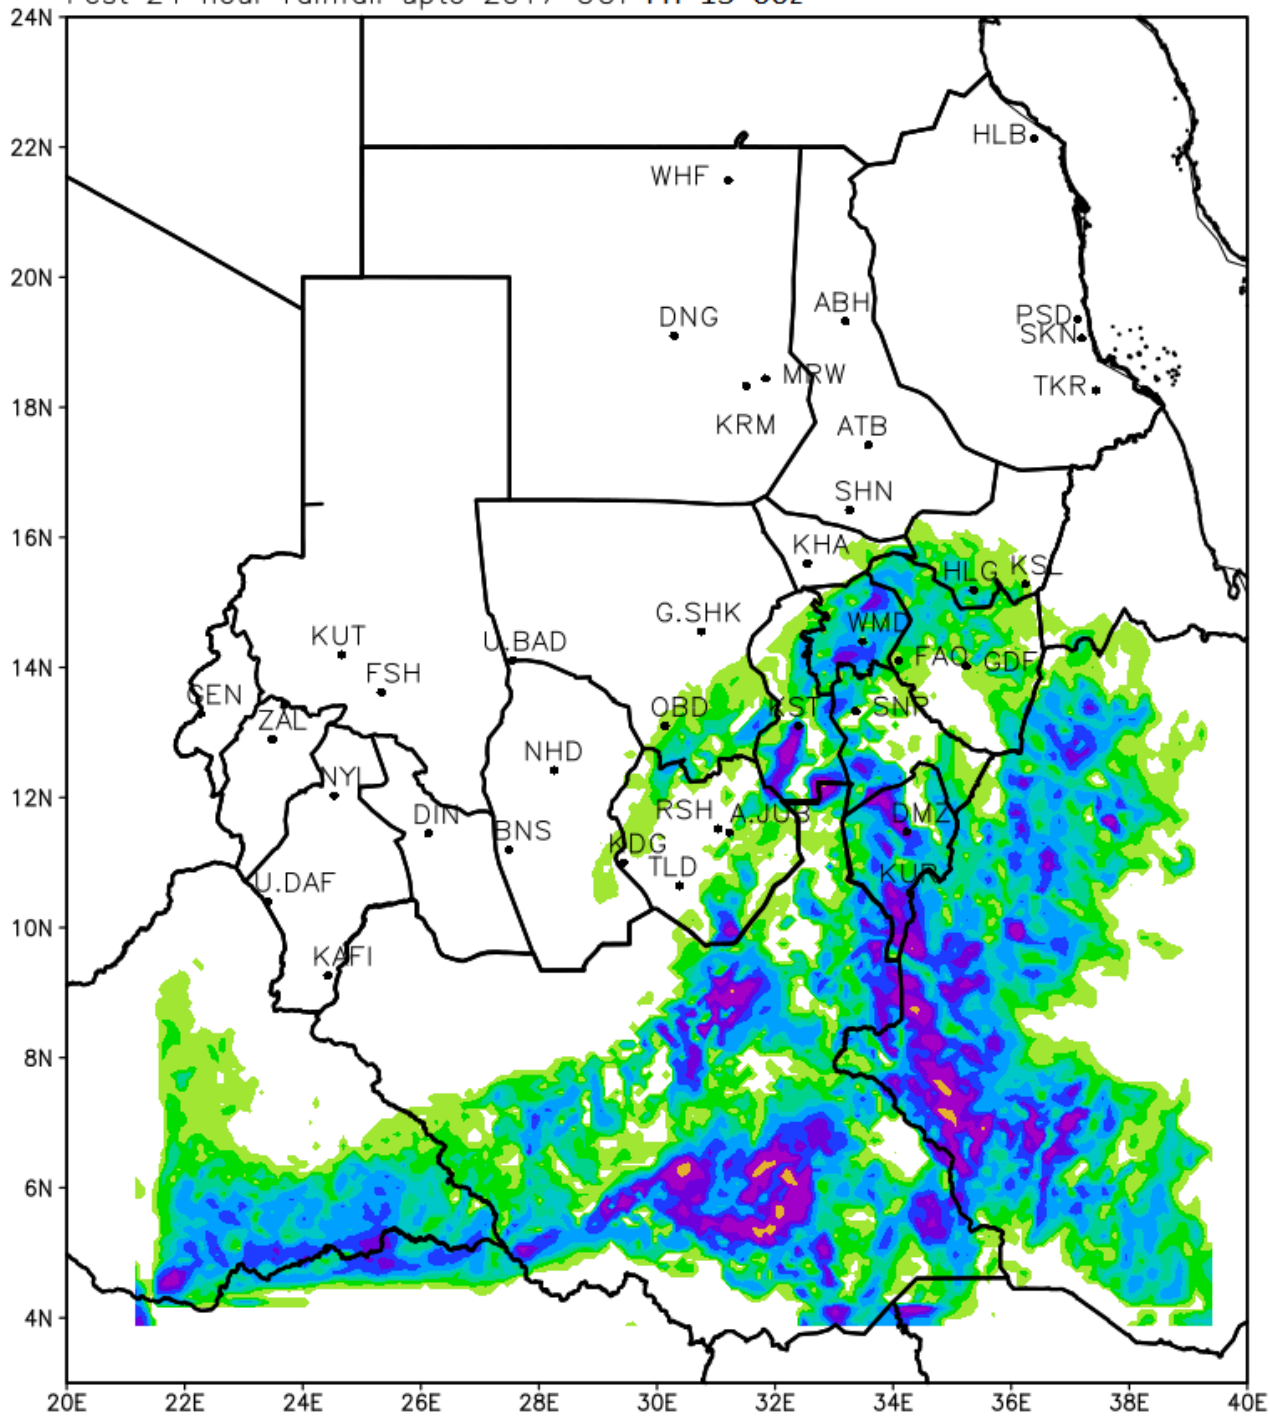 24N
22N
20N
18N
16N
14N
12N
10N
8N
6N
4N
HLB
WHF
ABH
DNG
PSD
SKN
MRW
TKR
KRM
ATB
SHN
KHA
HLG KSL
G.SHK
WMD
KUT
U.BAD
FAO GDF
FSH
GEN
OBD
KST SNR
ZAL
NHD
NYL
RSH A.JUB DMZ
DIN
BNS
KDG
TLD
KUR
U.DAF
KAFI
20E 22E 24E 26E 28E 30E 32E 34E 36E 38E 40E